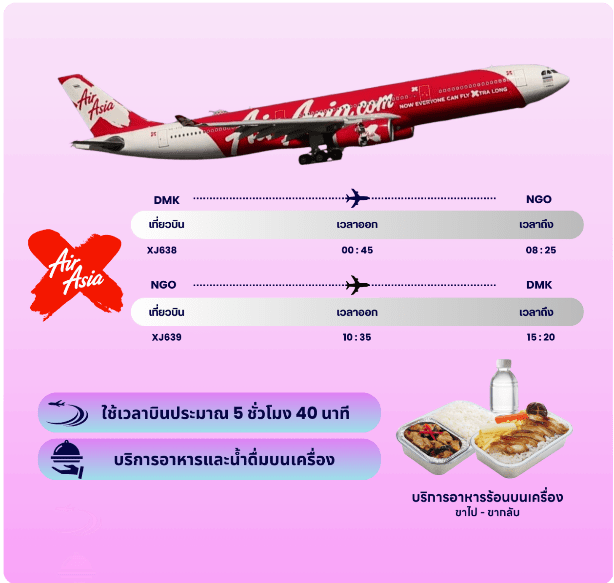 Air
Asia
AirAsia.com
NOW EVERYONE CAN FLY XTRA LONG
DMK
NGO
เที่ยวบิน
เวลาออก
เวลาถึง
XJ638
00 : 45
08 : 25
Air
Asia
NGO
DMK
เที่ยวบิน
เวลาออก
เวลาถึง
XJ639
10 : 35
15 : 20
ใช้เวลาบินประมาณ 5 ชั่วโมง 40 นาที
บริการอาหารและน้ำดื่มบนเครื่อง
บริการอาหารร้อนบนเครื่อง
ขาไป - ขากลับ